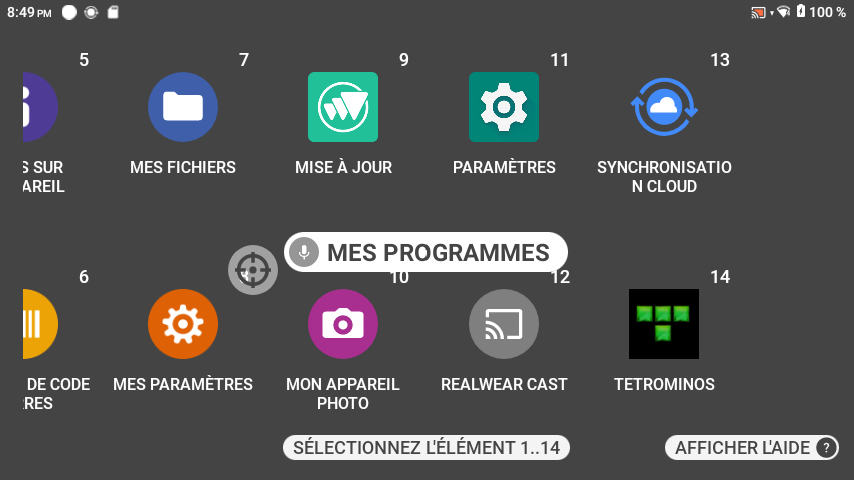 8:49 PM
100 %
5
7
9
11
13
S SUR
AREIL
MES FICHIERS
MISE À JOUR
PARAMÈTRES
SYNCHRONISATIO
N CLOUD
MES PROGRAMMES
6
10
12
14
DE CODE
RRES
MES PARAMÈTRES
MON APPAREIL
PHOTO
REALWEAR CAST
TETROMINOS
SÉLECTIONNEZ L'ÉLÉMENT 1..14
AFFICHER L'AIDE ?